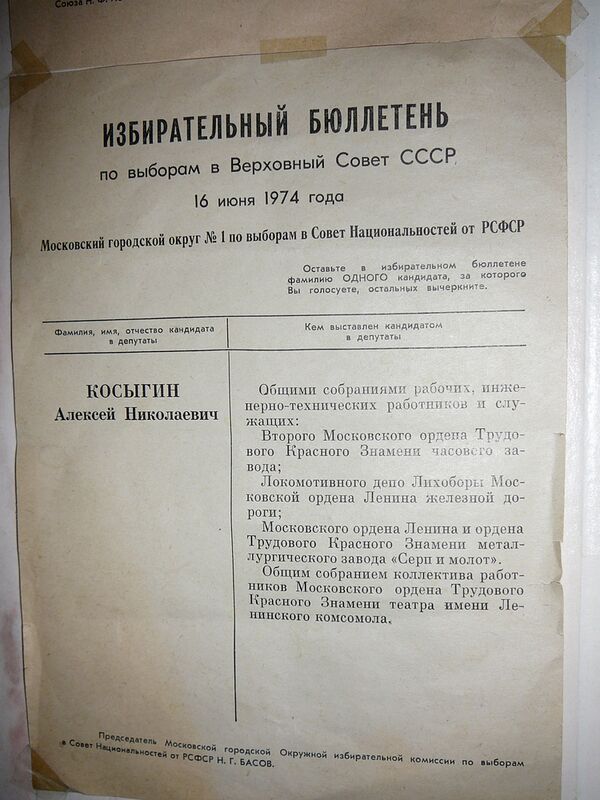 Союза Н.
ИЗБИРАТЕЛЬНЫЙ БЮЛЛЕТЕНЬ
по выборам в Верховный Совет СССР
16 июня 1974 года
Московский городской округ № 1 по выборам в Совет Национальностей от РСФСР
Оставьте в избирательном бюллетене
фамилию ОДНОГО кандидата, за которого
Вы голосуете, остальных вычеркните.
Фамилия, имя, отчество кандидата
в депутаты
Кем выставлен кандидатом
в депутаты
КОСЫГИН
Алексей Николаевич
Общими собраниями рабочих, инже-
нерно-технических работников и слу-
жащих:
Второго Московского ордена Трудо-
вого Красного Знамени часового за-
вода;
Локомотивного депо Лихоборы Мос-
ковской ордена Ленина железной до-
роги;
Московского ордена Ленина и ордена
Трудового Красного Знамени метал-
лургического завода «Серп и молот».
Общим собранием коллектива работ-
ников Московского ордена Трудового
Красного Знамени театра имени Ле-
нинского комсомола.
Председатель Московской городской Окружной избирательной комиссии по выборам
в Совет Национальностей от РСФСР Н. Г. БАСОВ.